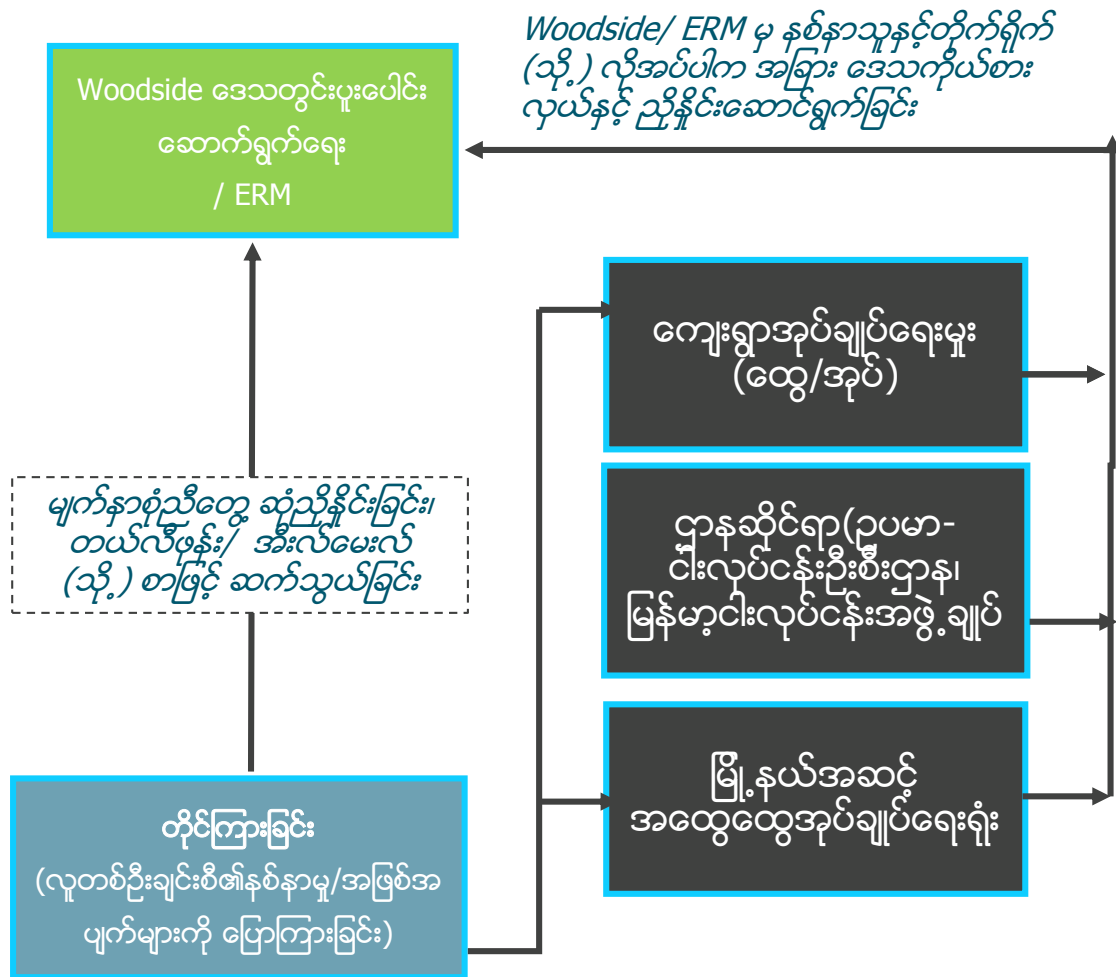 Woodside/ ERM မှ နစ်နာသူနှင့်တိုက်ရိုက်
(သို့) လိုအပ်ပါက အခြား ဒေသကိုယ်စား
လှယ်နှင့် ညှိနှိုင်းဆောင်ရွက်ခြင်း
Woodside ဒေသတွင်းပူးပေါင်း
ဆောက်ရွက်ရေး
/ ERM
ကျေးရွာအုပ်ချုပ်ရေးမှုး
(ထွေ/အုပ်)
မျက်နှာစုံညီတွေ့ ဆုံညှိနှိုင်းခြင်း၊
တယ်လီဖုန်း/ အီးလ်မေးလ်
(သို့) စာဖြင့် ဆက်သွယ်ခြင်း
ဌာနဆိုင်ရာ(ဥပမာ-
ငါးလုပ်ငန်းဦးစီးဌာန၊
မြန်မာ့ငါးလုပ်ငန်းအဖွဲ့ချုပ်
မြို့နယ်အဆင့်
အထွေထွေအုပ်ချုပ်ရေးရုံး
တိုင်ကြားခြင်း
(လူတစ်ဦးချင်းစီ၏နစ်နာမှု/အဖြစ်အ
ပျက်များကို ပြောကြားခြင်း)